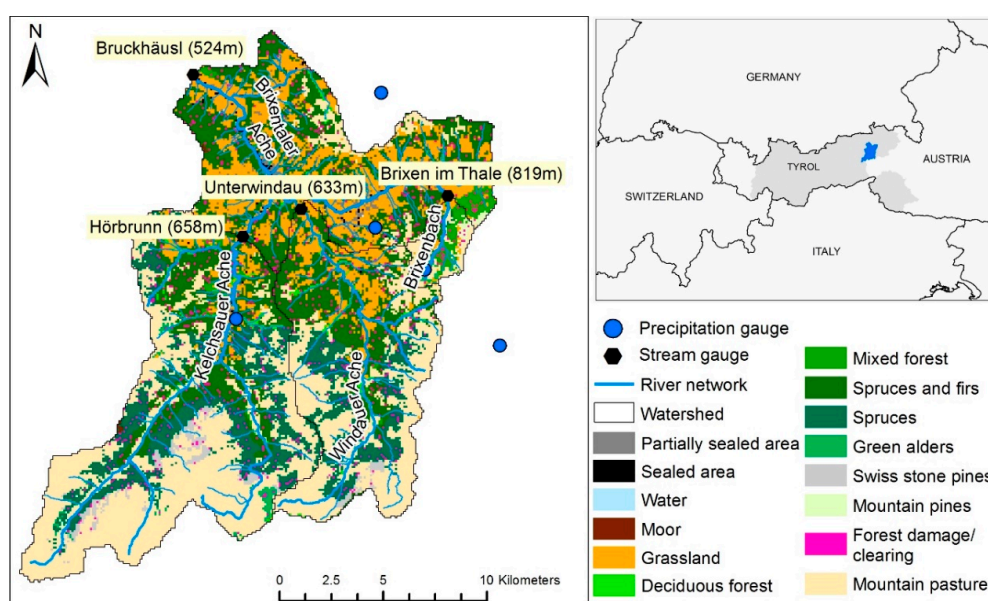 N
Bruckhäusl (524m)
Brixentaler
Ache
Unterwindau (633m)
Brixen im Thale (819m)
Hörbrunn (658m)
Brixenbach
Kelchsauer Ache
Windauer Ache
0 2.5 5 10 Kilometers
GERMANY
TYROL
AUSTRIA
SWITZERLAND
ITALY
Precipitation gauge
Stream gauge
River network
Watershed
Partially sealed area
Sealed area
Water
Moor
Grassland
Deciduous forest
Mixed forest
Spruces and firs
Spruces
Green alders
Swiss stone pines
Mountain pines
Forest damage/
clearing
Mountain pasture